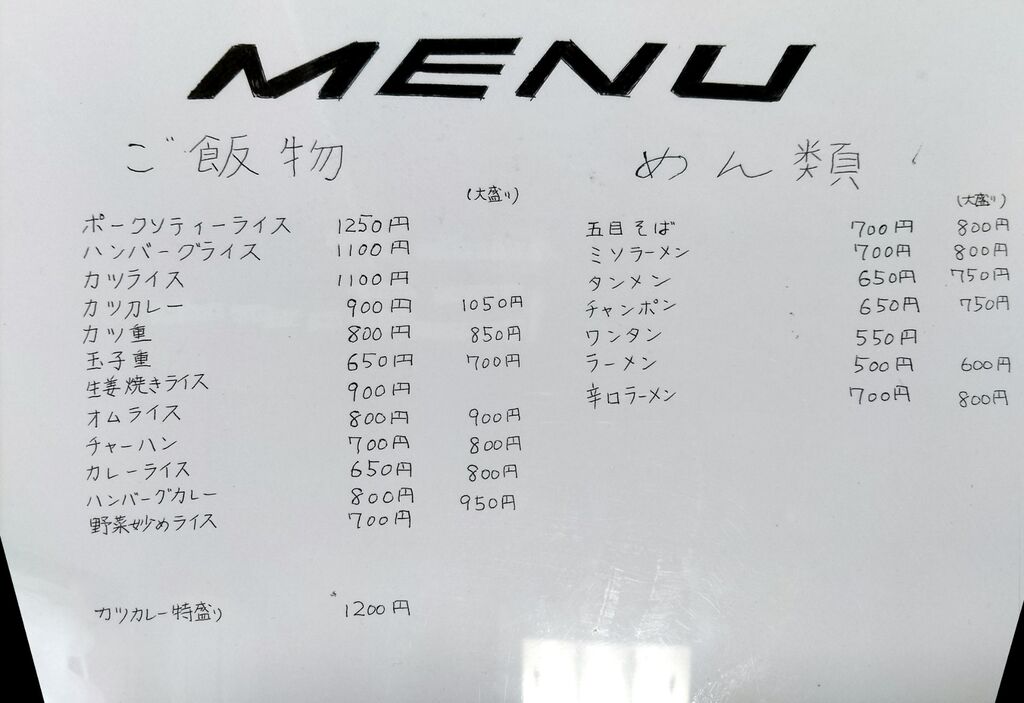 MENU
ご飯物
(大盛り)
ポークソティーライス 1250円
ハンバーグライス 1100円
カツライス 1100円
カツカレー 900円 1050円
カツ重 800円 850円
玉子重 650円 700円
生姜焼きライス 900円
オムライス 800円 900円
チャーハン 700円 800円
カレーライス 650円 800円
ハンバーグカレー 800円 950円
野菜炒めライス 700円
カツカレー特盛り 1200円
めん類
(大盛り)
五目そば 700円 800円
ミソラーメン 700円 800円
タンメン 650円 750円
チャンポン 650円 750円
ワンタン 550円
ラーメン 500円 600円
辛口ラーメン 700円 800円